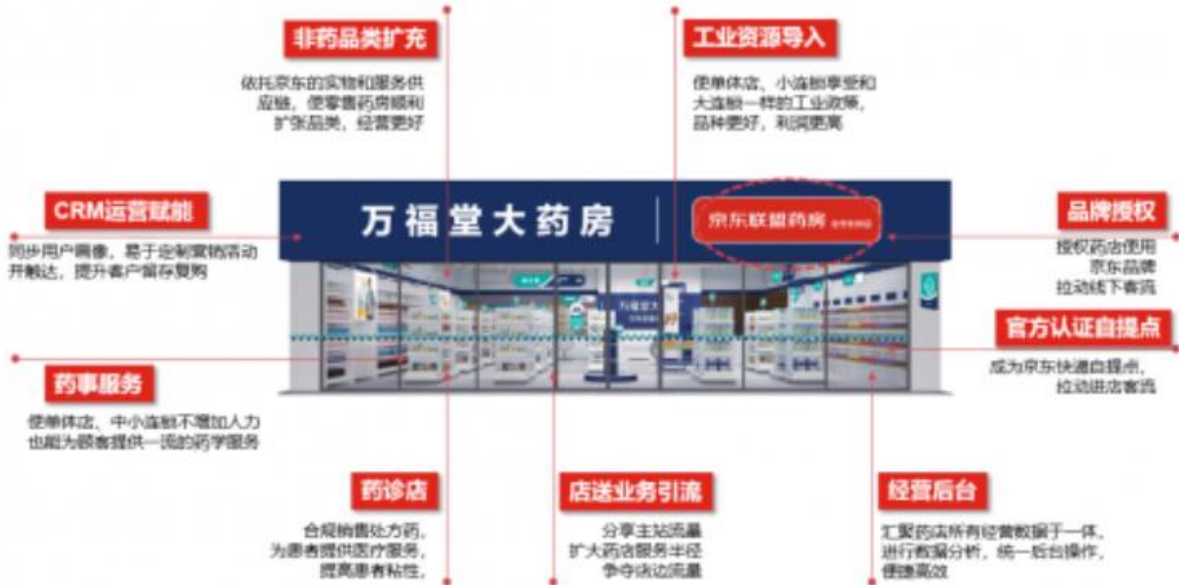 非药品类扩充
依托京东的实物和服务供
应链，使零售药房顺利
扩张品类，经营更好
工业资源导入
使单体店、小连锁享受和
大连锁一样的工业政策，
品种更好，利润更高
CRM运营赋能
同步用户画像，易于定制营销活动
并触达，提升客户留存复购
万福堂大药房
京东联盟药房
品牌授权
授权药店使用
京东品牌
拉动线下客流
万福堂大
官方认证自提点
成为京东快递自提点，
拉动进店客流
药事服务
使单体店、中小连锁不增加人力
也能为顾客提供一流的药学服务
药诊店
合规销售处方药，
为患者提供医疗服务，
提高患者粘性，
店送业务引流
分享主站流量
扩大药店服务半径
争夺店边流量
经营后台
汇聚药店所有经营数据于一体，
进行数据分析，统一后台操作，
便捷高效